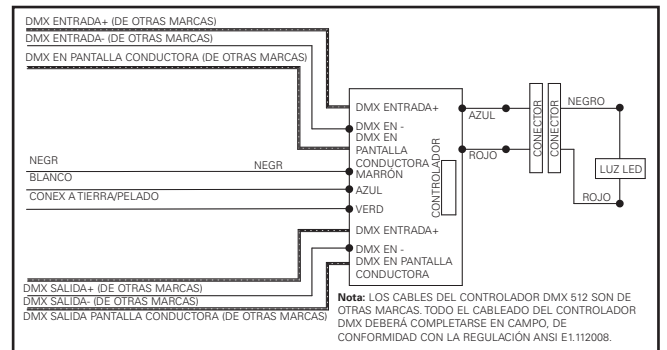 DMX ENTRADA+ (DE OTRAS MARCAS)
DMX ENTRADA- (DE OTRAS MARCAS)
DMX EN PANTALLA CONDUCTORA (DE OTRAS MARCAS)
NEGR
NEGR
BLANCO
CONEX A TIERRA/PELADO
DMX SALIDA+ (DE OTRAS MARCAS)
DMX SALIDA- (DE OTRAS MARCAS)
DMX SALIDA PANTALLA CONDUCTORA (DE OTRAS MARCAS)
DMX ENTRADA+
DMX EN -
DMX EN
PANTALLA
CONDUCTORA
MARRÓN
AZUL
VERD
DMX ENTRADA+
DMX EN -
DMX EN PANTALLA
CONDUCTORA
CONTROLADOR
AZUL
ROJO
CONECTOR
CONECTOR
NEGRO
LUZ LED
ROJO
Nota: LOS CABLES DEL CONTROLADOR DMX 512 SON DE
OTRAS MARCAS. TODO EL CABLEADO DEL CONTROLADOR
DMX DEBERÁ COMPLETARSE EN CAMPO, DE
CONFORMIDAD CON LA REGULACIÓN ANSI E1.112008.